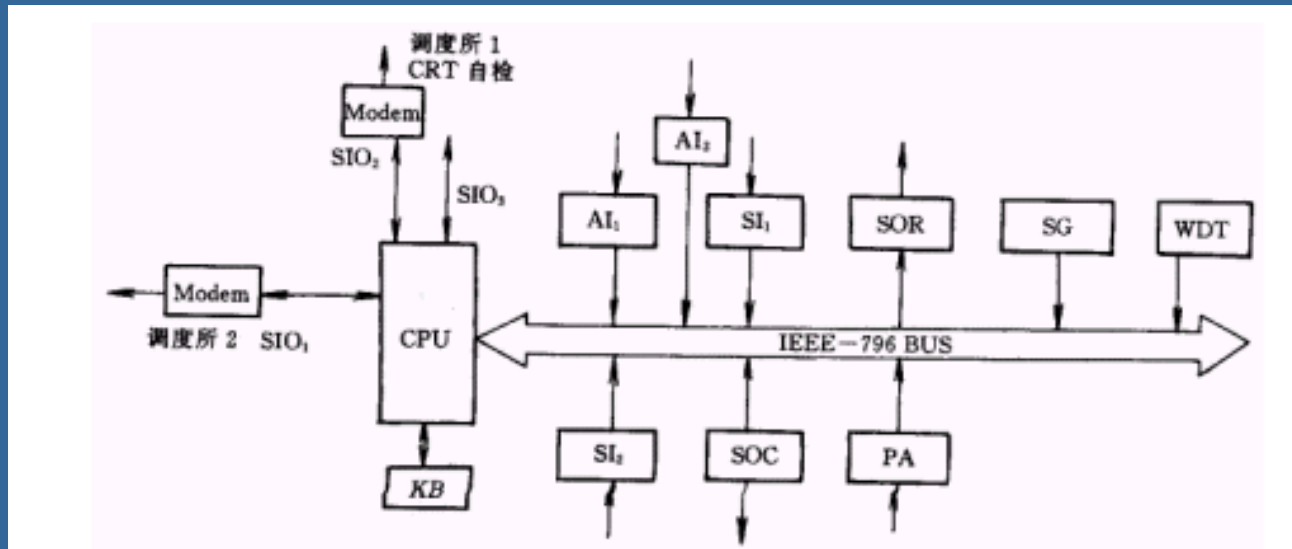 调度所 1
CRT 自检
Modem
AI₂
SIO₂
SIO₃
AI₁
SI₁
SOR
SG
WDT
Modem
调度所 2 SIO₁
CPU
IEEE－796 BUS
SI₂
SOC
PA
KB